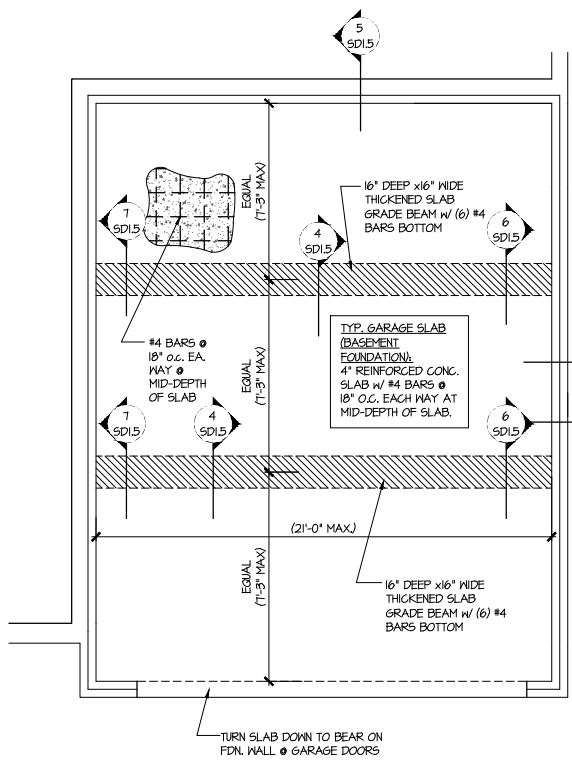 5
SD1.5
EQUAL
(7'-3" MAX)
16" DEEP x16" WIDE
THICKENED SLAB
GRADE BEAM W/ (6) #4
BARS BOTTOM
7
SD1.5
4
SD1.5
6
SD1.5
#4 BARS @
18" O.C. EA.
WAY @
MID-DEPTH
OF SLAB
EQUAL
(7'-3" MAX)
TYP. GARAGE SLAB
(BASEMENT
FOUNDATION):
4" REINFORCED CONC.
SLAB W/ #4 BARS @
18" O.C. EACH WAY AT
MID-DEPTH OF SLAB.
7
SD1.5
4
SD1.5
6
SD1.5
(21'-0" MAX.)
EQUAL
(7'-3" MAX)
16" DEEP x16" WIDE
THICKENED SLAB
GRADE BEAM W/ (6) #4
BARS BOTTOM
TURN SLAB DOWN TO BEAR ON
FDN. WALL @ GARAGE DOORS